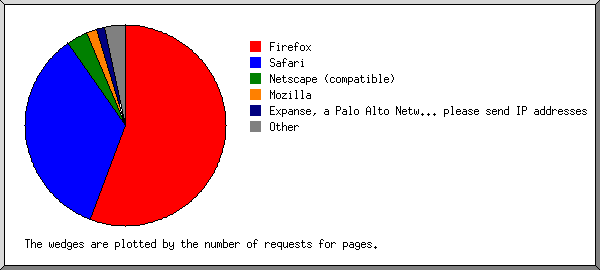 Firefox
Safari
Netscape (compatible)
Mozilla
Expanse, a Palo Alto Netw... please send IP addresses
Other
The wedges are plotted by the number of requests for pages.